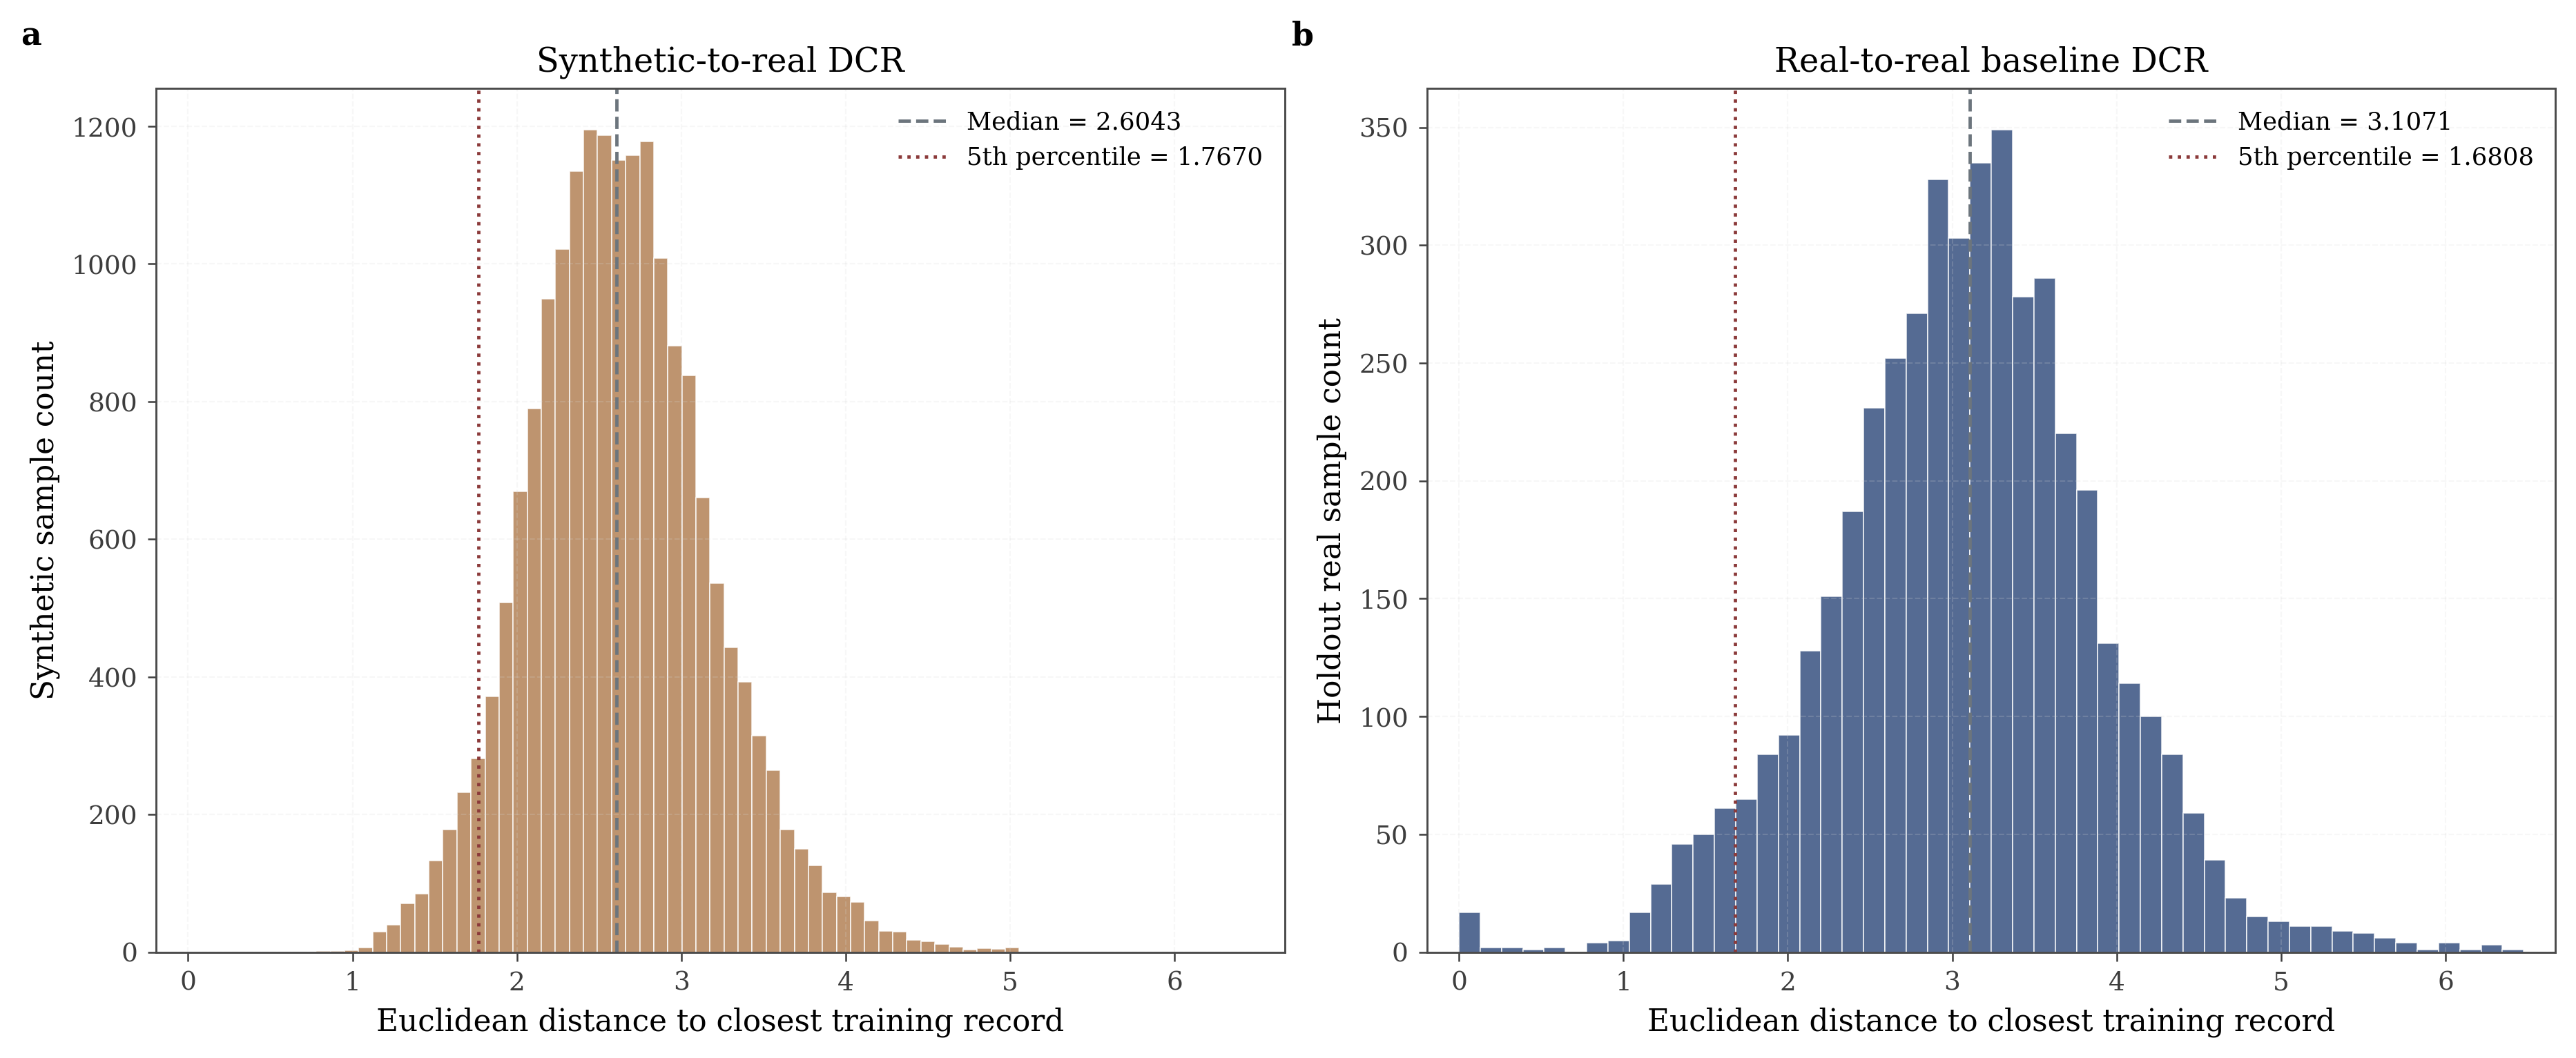 a
Synthetic-to-real DCR
Median = 2.6043
5th percentile = 1.7670
Synthetic sample count
1200
1000
800
600
400
200
0
0 1 2 3 4 5 6
Euclidean distance to closest training record
b
Real-to-real baseline DCR
Median = 3.1071
5th percentile = 1.6808
Holdout real sample count
350
300
250
200
150
100
50
0
0 1 2 3 4 5 6
Euclidean distance to closest training record